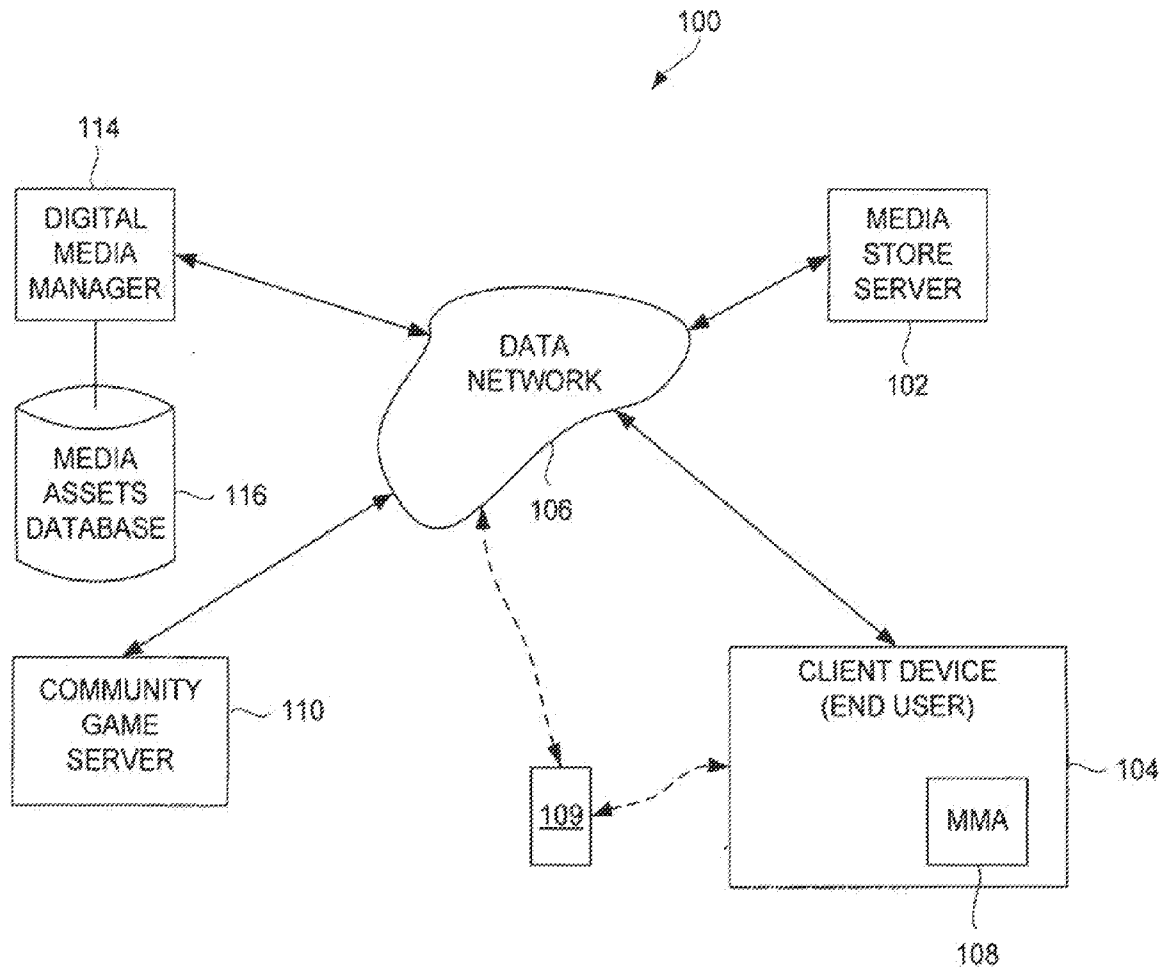 100
114
DIGITAL
MEDIA
MANAGER
MEDIA
STORE
SERVER
102
DATA
NETWORK
106
MEDIA
ASSETS
DATABASE
116
COMMUNITY
GAME
SERVER
110
109
CLIENT DEVICE
(END USER)
104
MMA
108